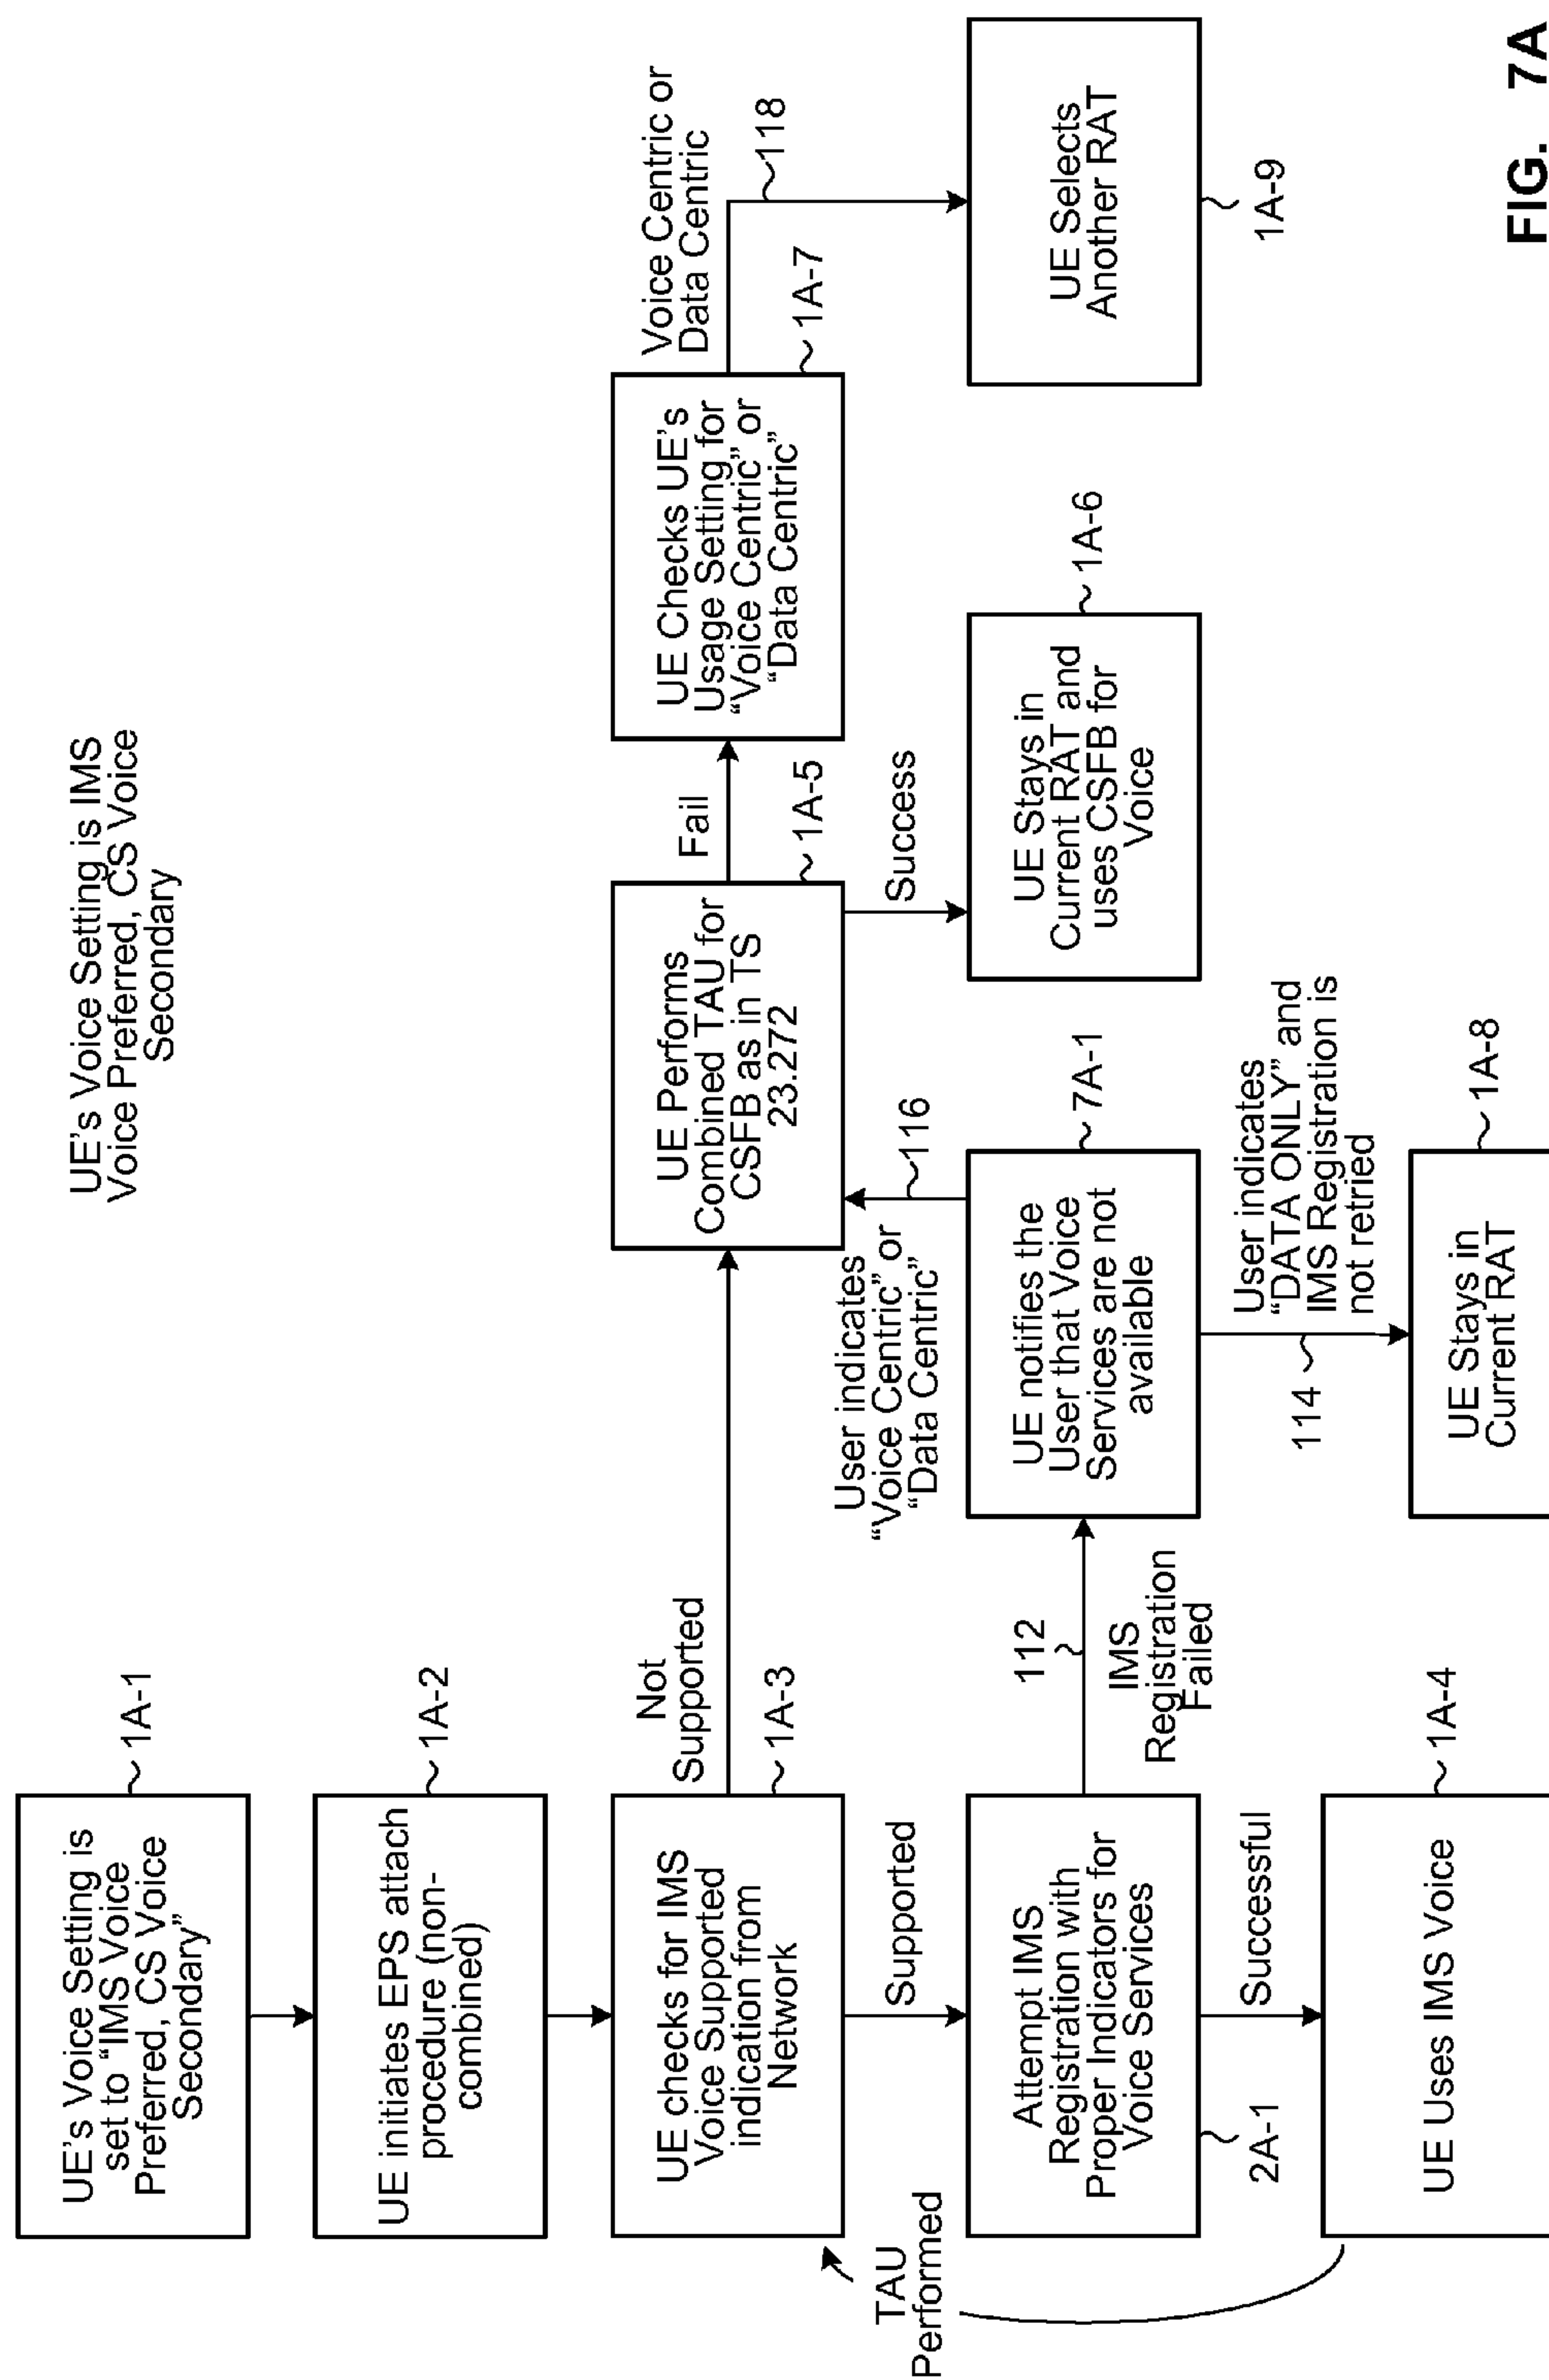 UE's Voice Setting is IMS
Voice Preferred, CS Voice
Secondary
UE's Voice Setting is
set to “IMS Voice
Preferred, CS Voice
Secondary”
1A-1
UE initiates EPS attach
procedure (non-
combined)
1A-2
UE checks for IMS
Voice Supported
indication from
Network
1A-3
Not
Supported
UE Performs
Combined TAU for
CSFB as in TS
23.272
1A-5
Fail
UE Checks UE's
Usage Setting for
“Voice Centric” or
“Data Centric”
1A-7
Voice Centric or
Data Centric
118
TAU
Performed
Supported
User indicates
“Voice Centric” or
“Data Centric”
116
Success
Attempt IMS
Registration with
Proper Indicators for
Voice Services
2A-1
112
IMS
Registration
Failed
UE notifies the
User that Voice
Services are not
available
7A-1
UE Stays in
Current RAT and
uses CSFB for
Voice
1A-6
UE Selects
Another RAT
1A-9
Successful
114
User indicates
“DATA ONLY” and
IMS Registration is
not retried
UE Uses IMS Voice
1A-4
UE Stays in
Current RAT
1A-8
FIG. 7A